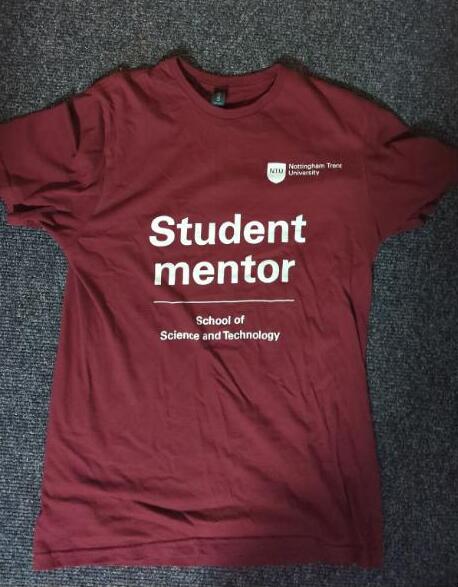 NTU
Nottingham Trent
University
Student
mentor
School of
Science and Technology